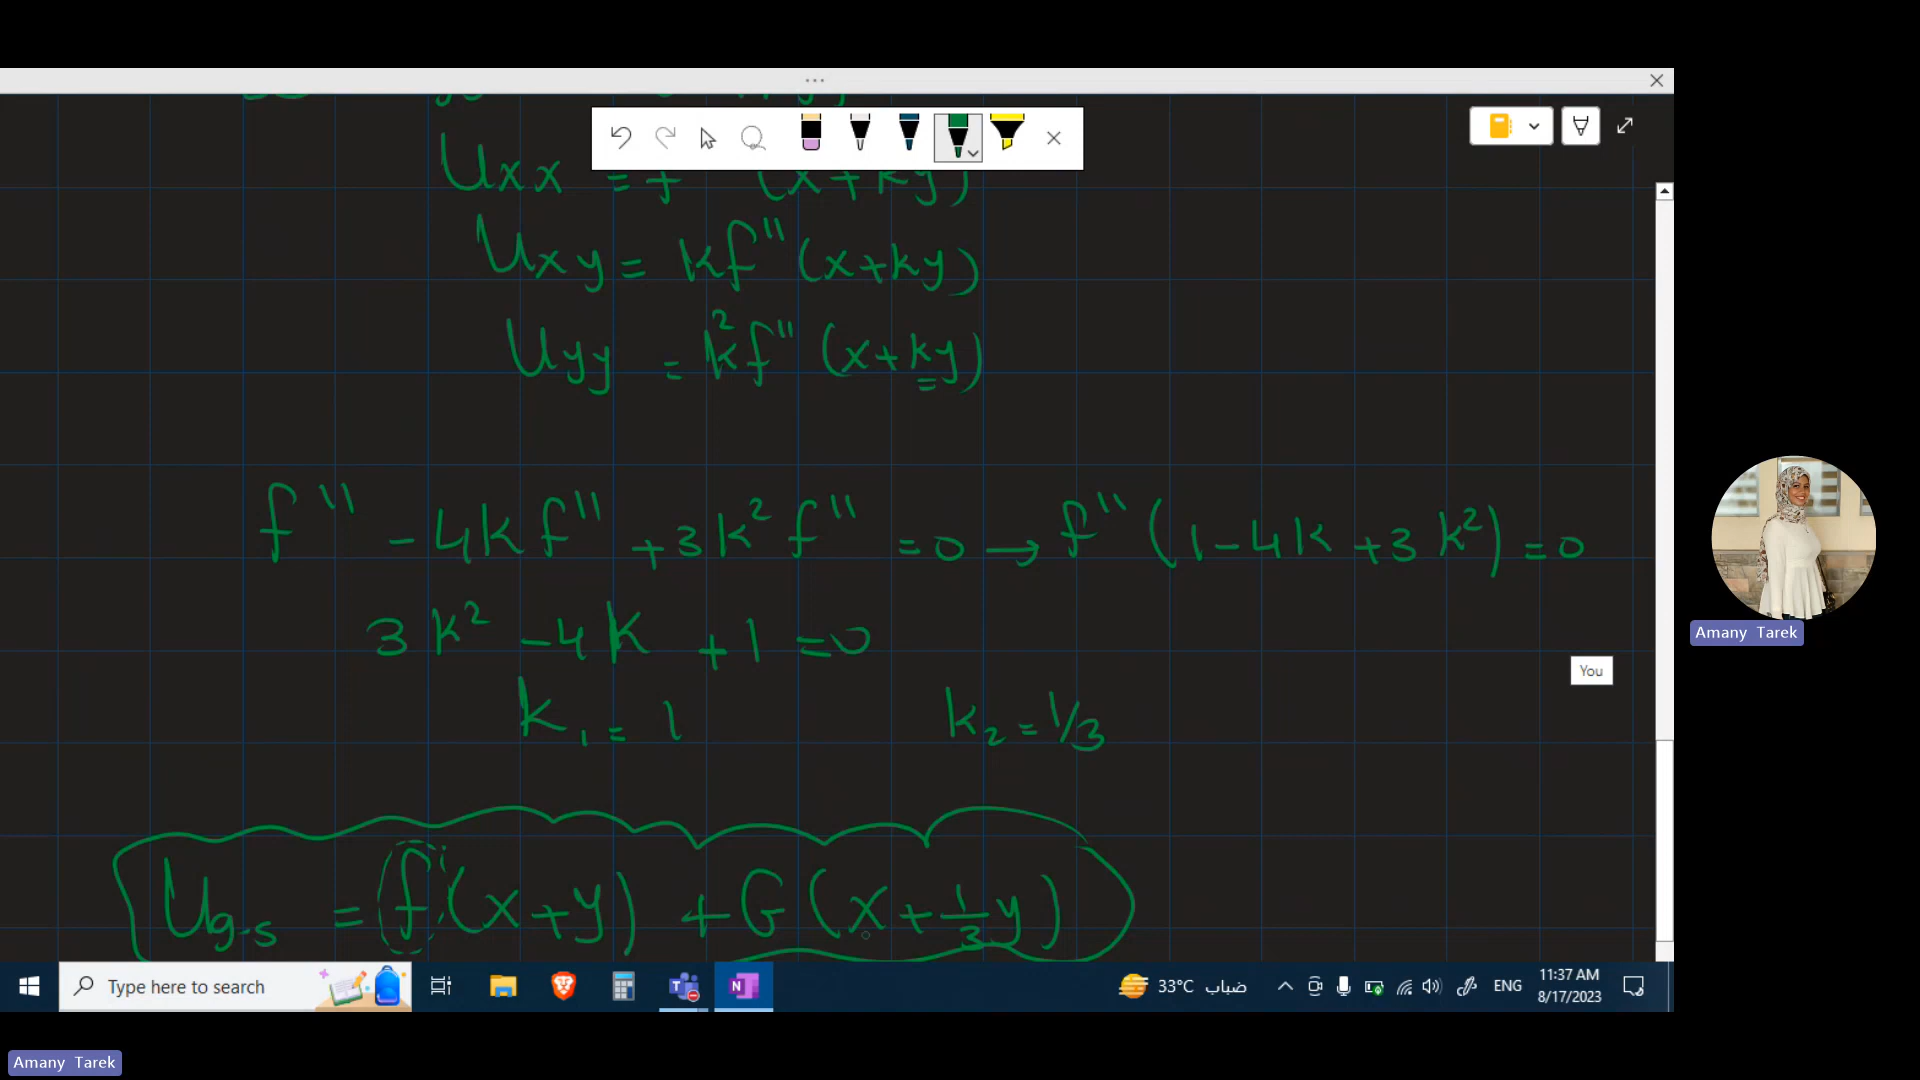 Uxx = f (x+ky)
Uxy = kf'' (x+ky)
Uyy = k²f'' (x+ky)
f'' - 4kf'' + 3k²f'' = 0 → f''(1-4k+3k²) = 0
3k² - 4k + 1 = 0
k₁ = 1 k₂ = 1/3
You
Ug.s = f(x+y) + G(x+1/3y)
Amany Tarek
Type here to search
33°C ضباب
ENG
11:37 AM
8/17/2023
Amany Tarek